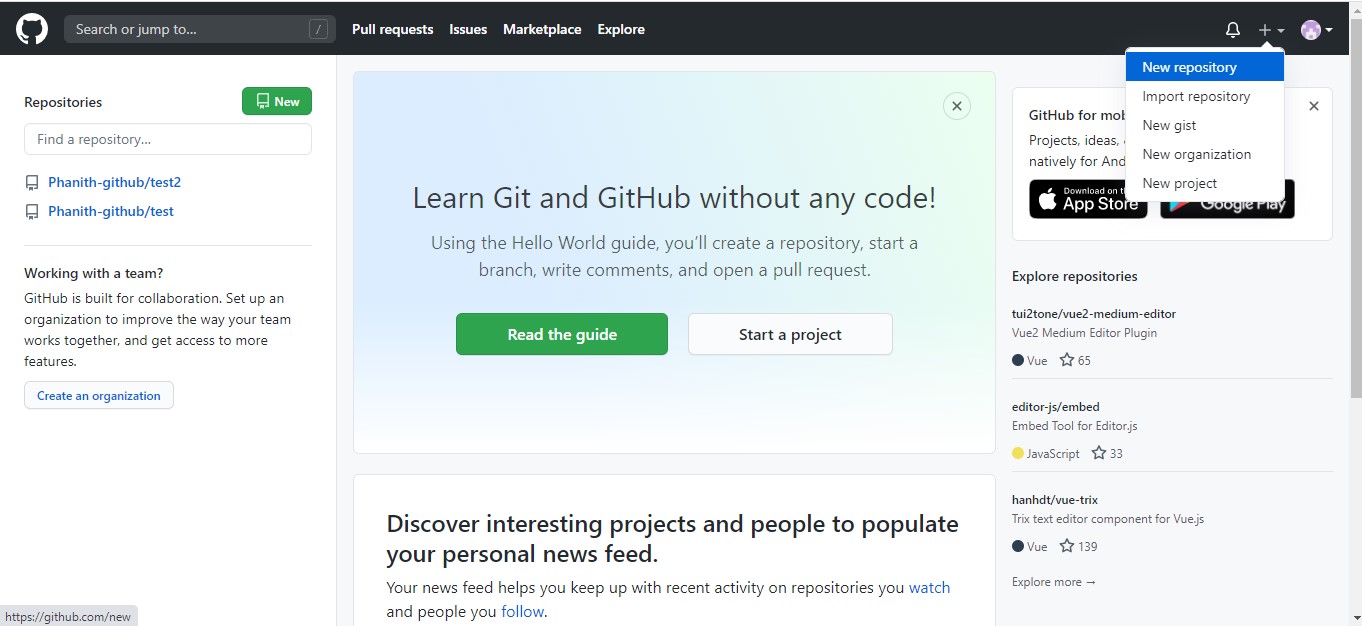 Search or jump to...
/
Pull requests
Issues
Marketplace
Explore
New repository
Import repository
New gist
New organization
New project
Repositories
New
Find a repository...
Phanith-github/test2
Phanith-github/test
Working with a team?
GitHub is built for collaboration. Set up an
organization to improve the way your team
works together, and get access to more
features.
Create an organization
Learn Git and GitHub without any code!
Using the Hello World guide, you’ll create a repository, start a
branch, write comments, and open a pull request.
Read the guide
Start a project
Discover interesting projects and people to populate
your personal news feed.
Your news feed helps you keep up with recent activity on repositories you watch
and people you follow.
GitHub for
Projects, ideas,
natively for
Download on
App Store
Google Play
Explore repositories
tui2tone/vue2-medium-editor
Vue2 Medium Editor Plugin
Vue 65
editor-js/embed
Embed Tool for Editor.js
JavaScript 33
hanhdt/vue-trix
Trix text editor component for Vue.js
Vue 139
Explore more →
https://github.com/new